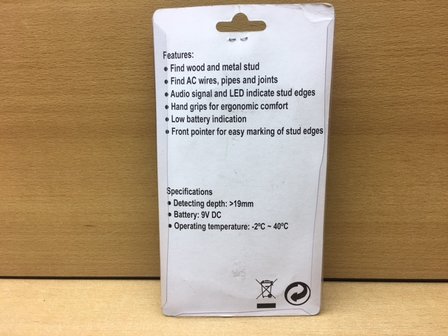 Features:
• Find wood and metal stud
• Find AC wires, pipes and joints
• Audio signal and LED indicate stud edges
• Hand grips for ergonomic comfort
• Low battery indication
• Front pointer for easy marking of stud edges
Specifications
• Detecting depth: >19mm
• Battery: 9V DC
• Operating temperature: -2ºC ~ 40ºC